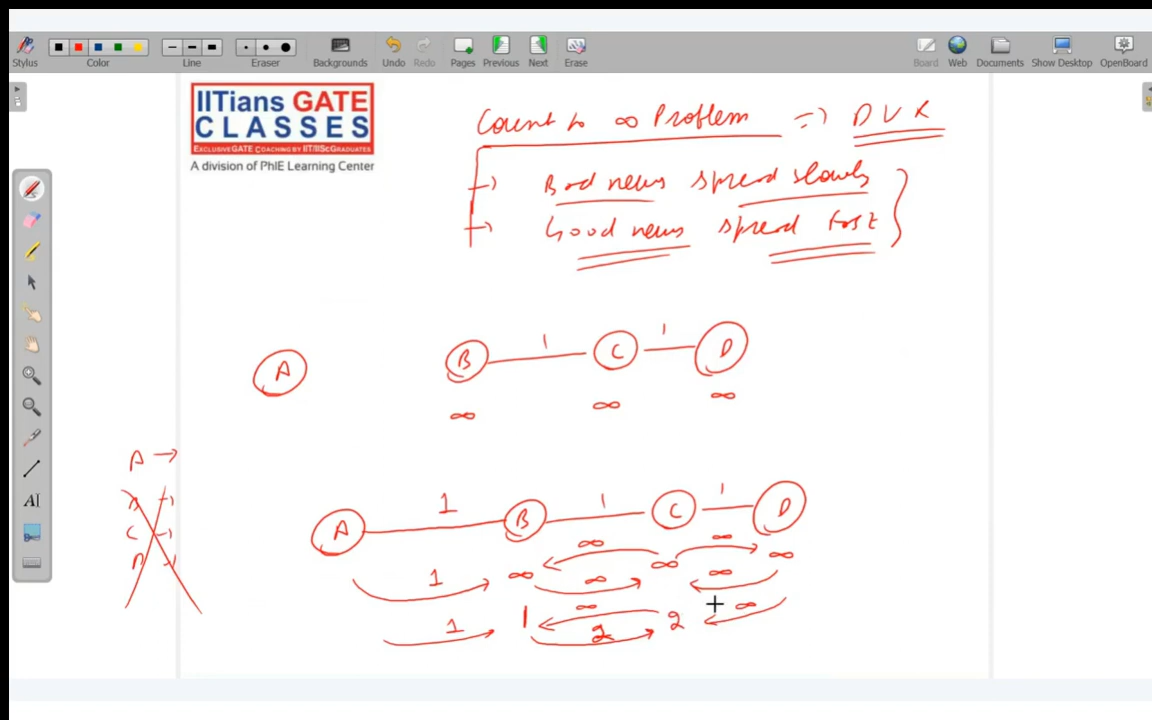 Stylus Color Line Eraser Backgrounds Undo Redo Pages Previous Next Erase Board Web Documents Show Desktop OpenBoard
IITians GATE
CLASSES
EXCLUSIVE GATE COACHING BY IIT/IISc GRADUATES
A division of PhIE Learning Center
Count to ∞ Problem => DVR
→ Bad news spread slowly
→ Good news spread fast
1 1
A B C D
∞ ∞ ∞
A →
B →
C →
D →
1 1 1
A B C D
∞ ∞
1 ∞ ∞ ∞ ∞ ∞
1 1 ∞ 2 2 ∞
AI